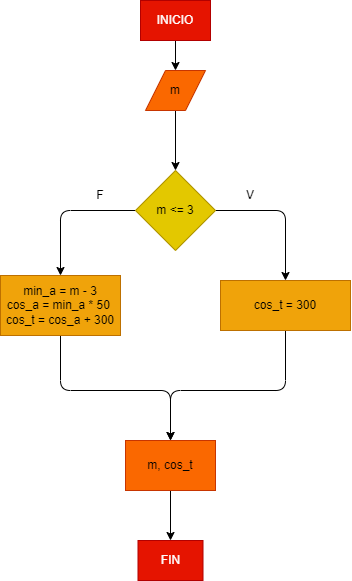 INICIO
m
m <= 3
F
V
min_a = m - 3
cos_a = min_a * 50
cos_t = cos_a + 300
cos_t = 300
m, cos_t
FIN